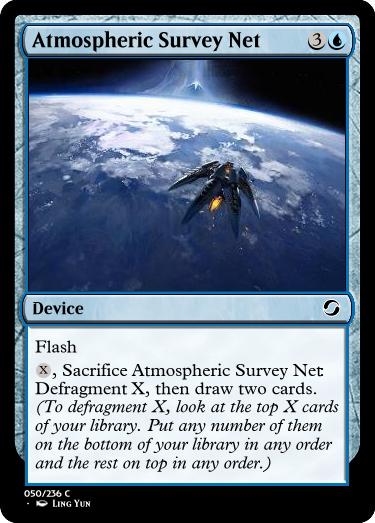 Atmospheric Survey Net 3
Device
Flash
X, Sacrifice Atmospheric Survey Net:
Defragment X, then draw two cards.
(To defragment X, look at the top X cards
of your library. Put any number of them
on the bottom of your library in any order
and the rest on top in any order.)
050/236 C
· Ling Yun